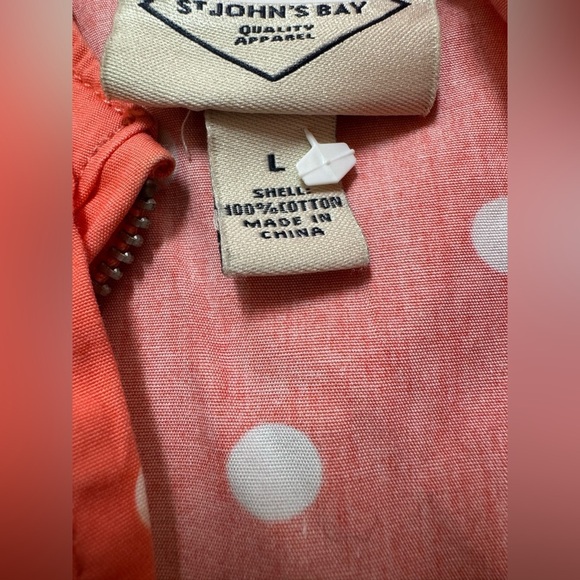 ST JOHN'S BAY
QUALITY
APPAREL
L
SHELL:
100% COTTON
MADE IN
CHINA